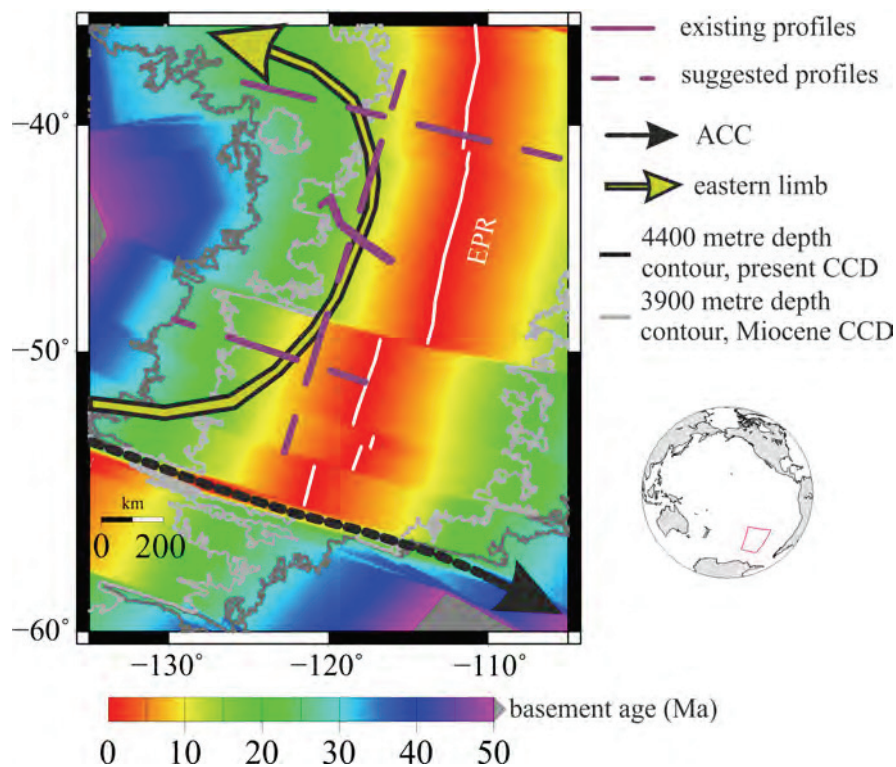 existing profiles
suggested profiles
ACC
eastern limb
4400 metre depth
contour, present CCD
3900 metre depth
contour, Miocene CCD
−40˚
−50˚
−60˚
EPR
km
0 200
−130˚ −120˚ −110˚
basement age (Ma)
0 10 20 30 40 50